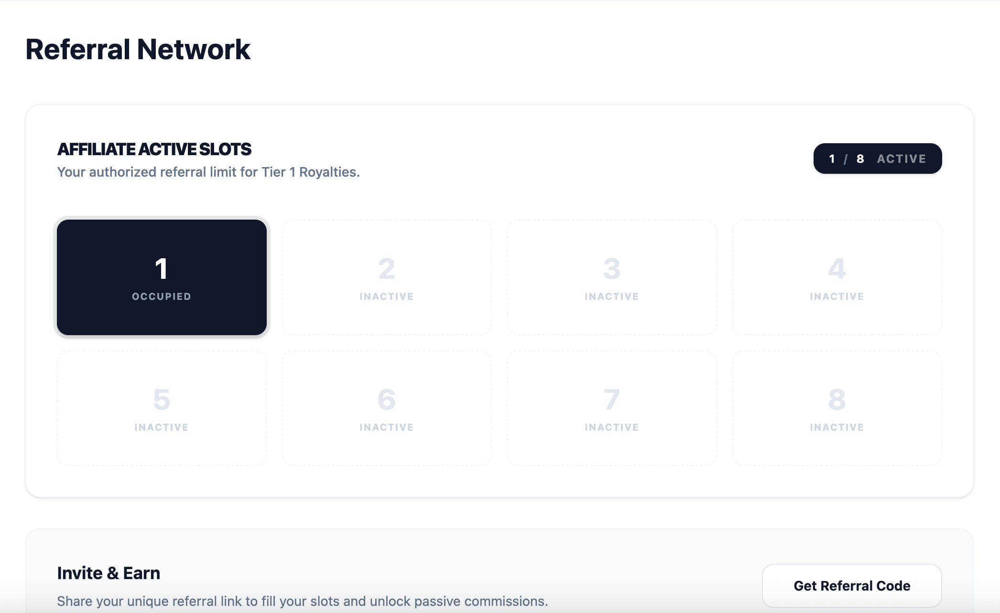 Referral Network
AFFILIATE ACTIVE SLOTS
Your authorized referral limit for Tier 1 Royalties.
1 / 8 ACTIVE
1
OCCUPIED
2
INACTIVE
3
INACTIVE
4
INACTIVE
5
INACTIVE
6
INACTIVE
7
INACTIVE
8
INACTIVE
Invite & Earn
Share your unique referral link to fill your slots and unlock passive commissions.
Get Referral Code